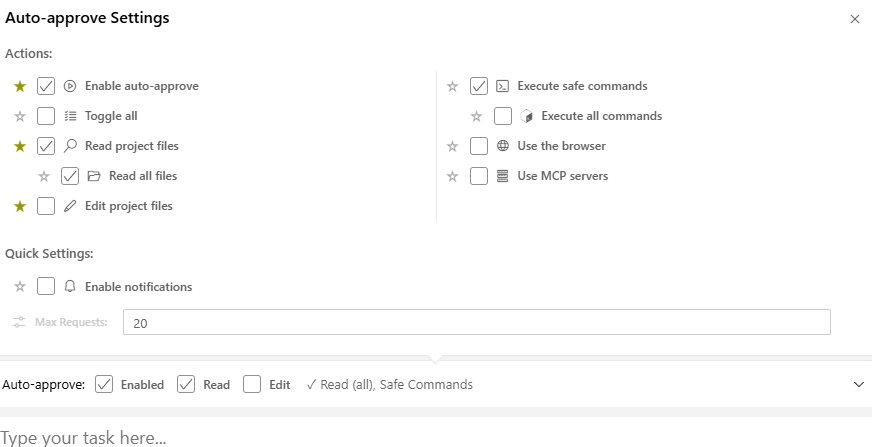 Auto-approve Settings
Actions:
Enable auto-approve
Toggle all
Read project files
Read all files
Edit project files
Execute safe commands
Execute all commands
Use the browser
Use MCP servers
Quick Settings:
Enable notifications
Max Requests: 20
Auto-approve: Enabled Read Edit ✓ Read (all), Safe Commands
Type your task here...